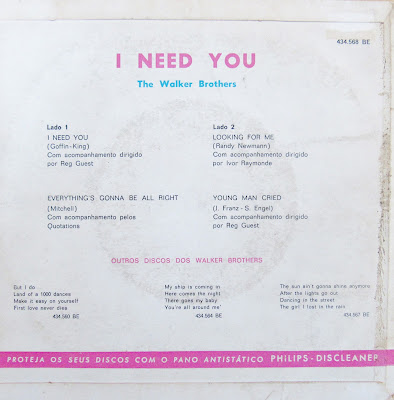 434.568 BE
I NEED YOU
The Walker Brothers
Lado 1
I NEED YOU
(Goffin-King)
Com acompanhamento dirigido
por Reg Guest
EVERYTHING'S GONNA BE ALL RIGHT
(Mitchell)
Com acompanhamento pelos
Quotations
Lado 2
LOOKING FOR ME
(Randy Newmann)
Com acompanhamento dirigido
por Ivor Raymonde
YOUNG MAN CRIED
(J. Franz - S. Engel)
Com acompanhamento dirigido
por Reg Guest
OUTROS DISCOS DOS WALKER BROTHERS
But I do
Land of a 1000 dances
Make it easy on yourself
First love never dies
434.560 BE
My ship is coming in
Here comes the night
There goes my baby
You're all around me'
434.564 BE
The sun ain't gonna shine anymore
After the lights go out
Dancing in the street
The girl I lost in the rain
434.567 BE
PROTEJA OS SEUS DISCOS COM O PANO ANTISTÁTICO PHILIPS-DISCLEANER